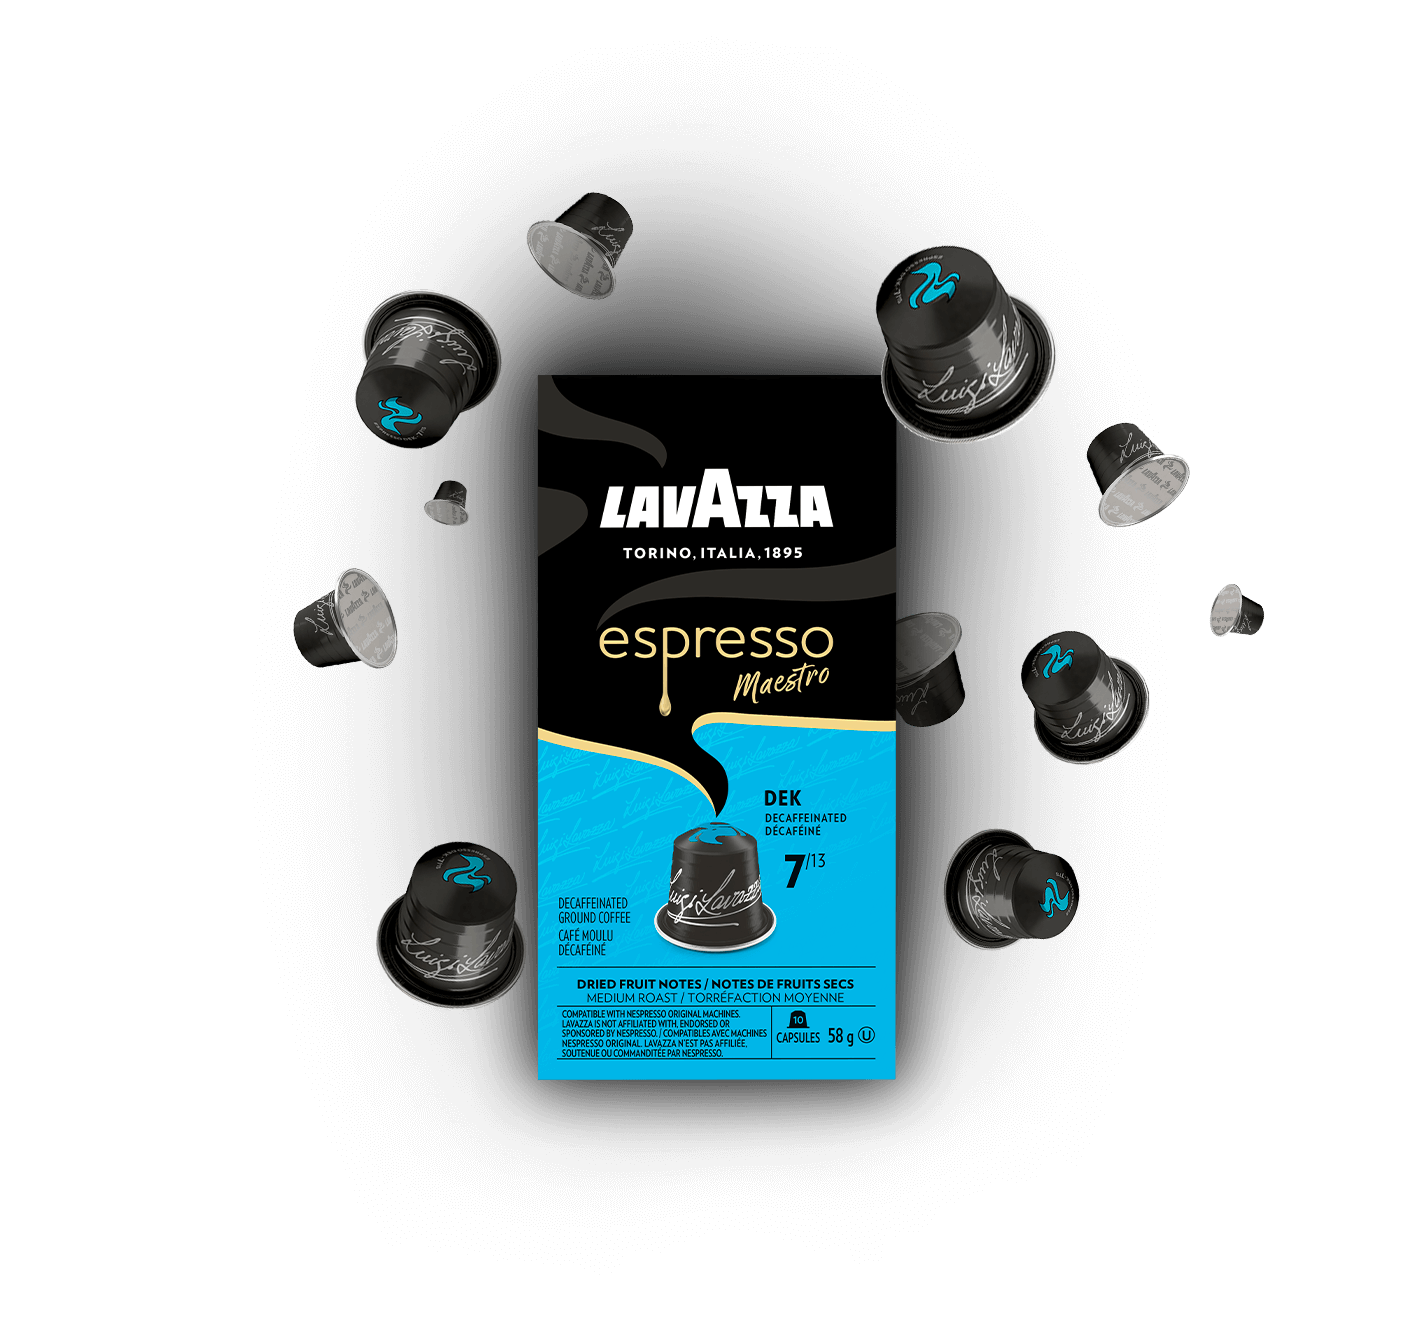 LAVAZZA
TORINO, ITALIA, 1895
espresso
Maestro
DEK
DECAFFEINATED
DÉCAFÉINÉ
7/13
Luigi Lavazza
DECAFFEINATED
GROUND COFFEE
CAFÉ MOULU
DÉCAFÉINÉ
DRIED FRUIT NOTES / NOTES DE FRUITS SECS
MEDIUM ROAST / TORRÉFACTION MOYENNE
COMPATIBLE WITH NESPRESSO ORIGINAL MACHINES.
LAVAZZA IS NOT AFFILIATED WITH, ENDORSED OR
SPONSORED BY NESPRESSO. / COMPATIBLES AVEC MACHINES
NESPRESSO ORIGINAL. LAVAZZA N'EST PAS AFFILIÉE,
SOUTENUE OU COMMANDITÉE PAR NESPRESSO.
10
CAPSULES 58 g U